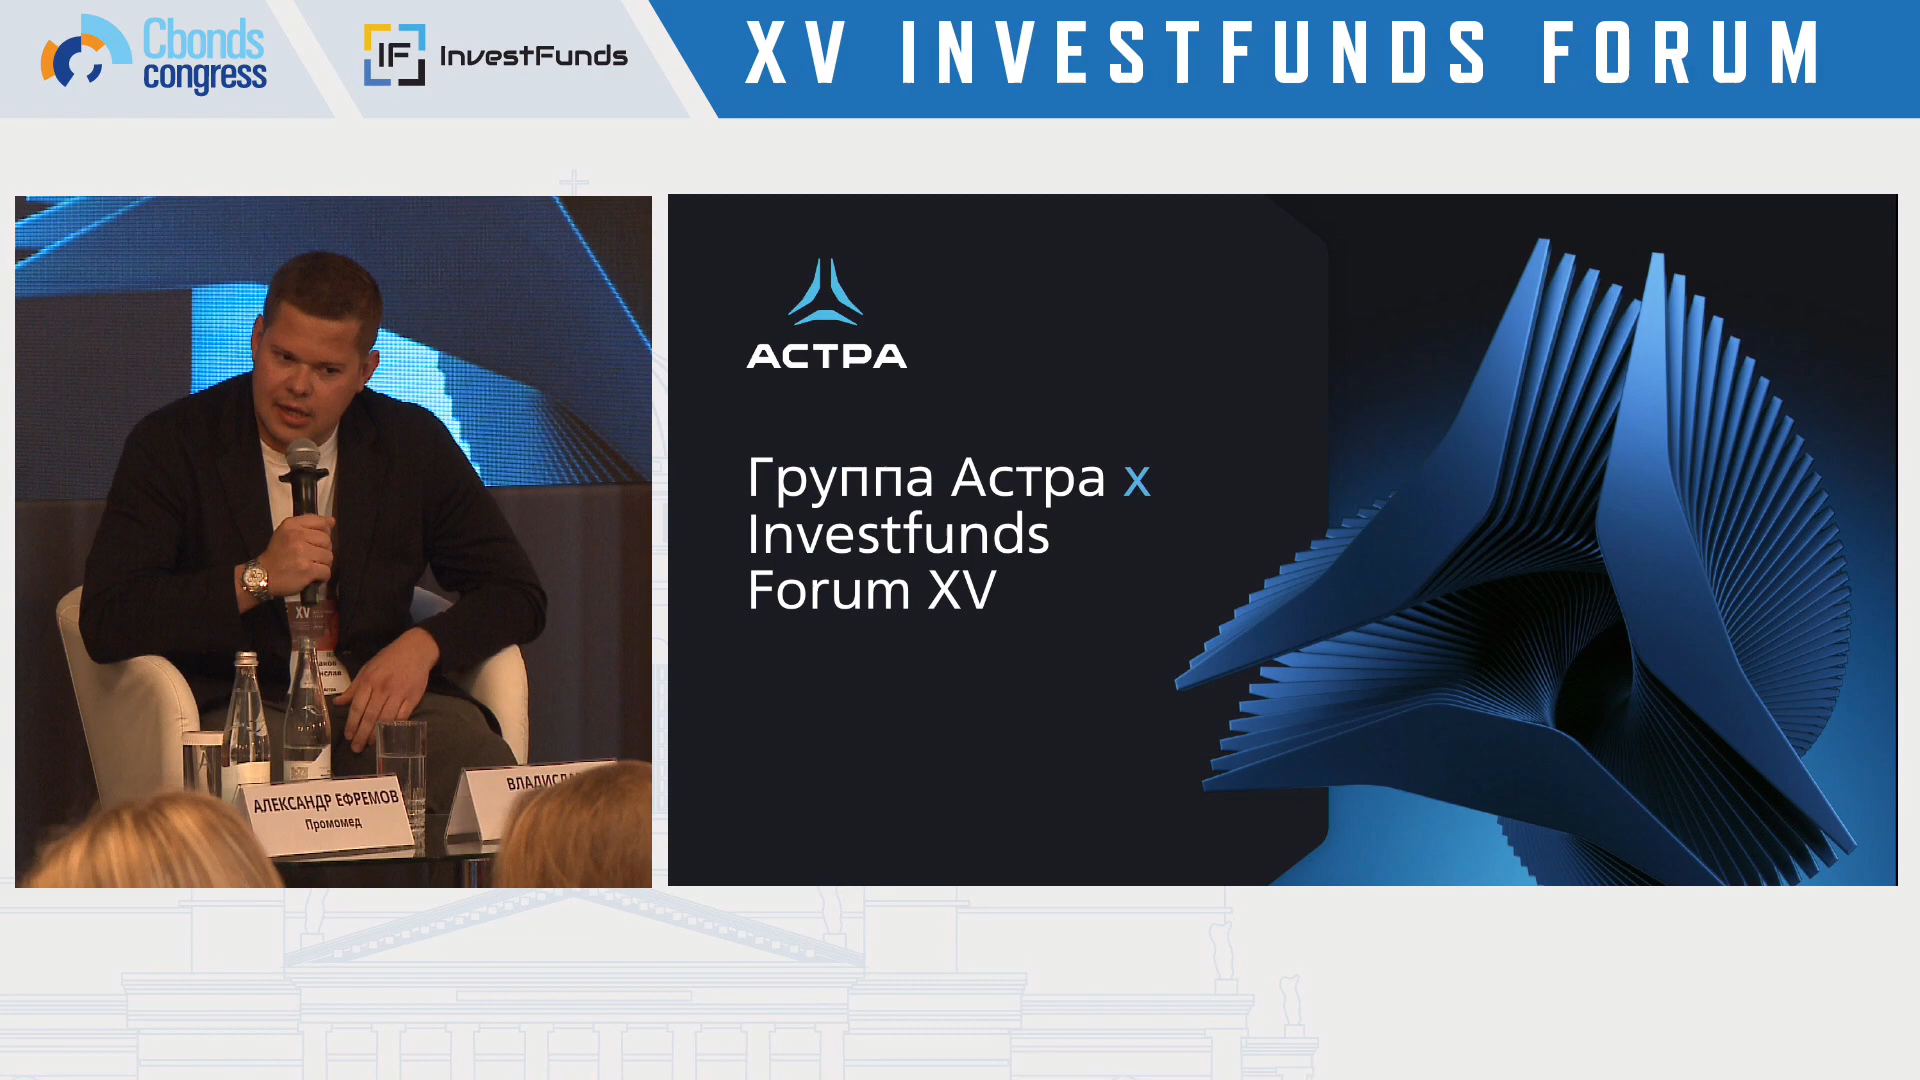 Cbonds
congress
IF
InvestFunds
XV INVESTFUNDS FORUM
АСТРА
Группа Астра x
Investfunds
Forum XV
XV
АЛЕКСАНДР ЕФРЕМОВ
Промомед